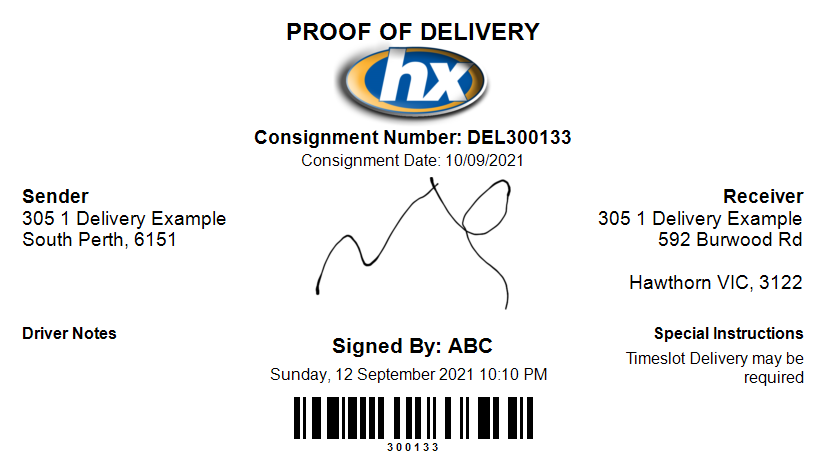 PROOF OF DELIVERY
hx
Consignment Number: DEL300133
Consignment Date: 10/09/2021
Sender
305 1 Delivery Example
South Perth, 6151
Receiver
305 1 Delivery Example
592 Burwood Rd
Hawthorn VIC, 3122
Driver Notes
Signed By: ABC
Sunday, 12 September 2021 10:10 PM
300133
Special Instructions
Timeslot Delivery may be
required